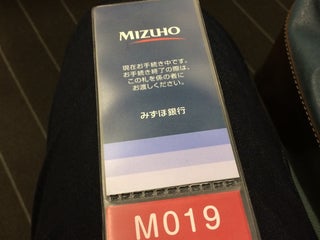 MIZUHO
現在お手続き中です。
お手続き終了の際は、
この札を係の者に
お渡しください。
みずほ銀行
M019